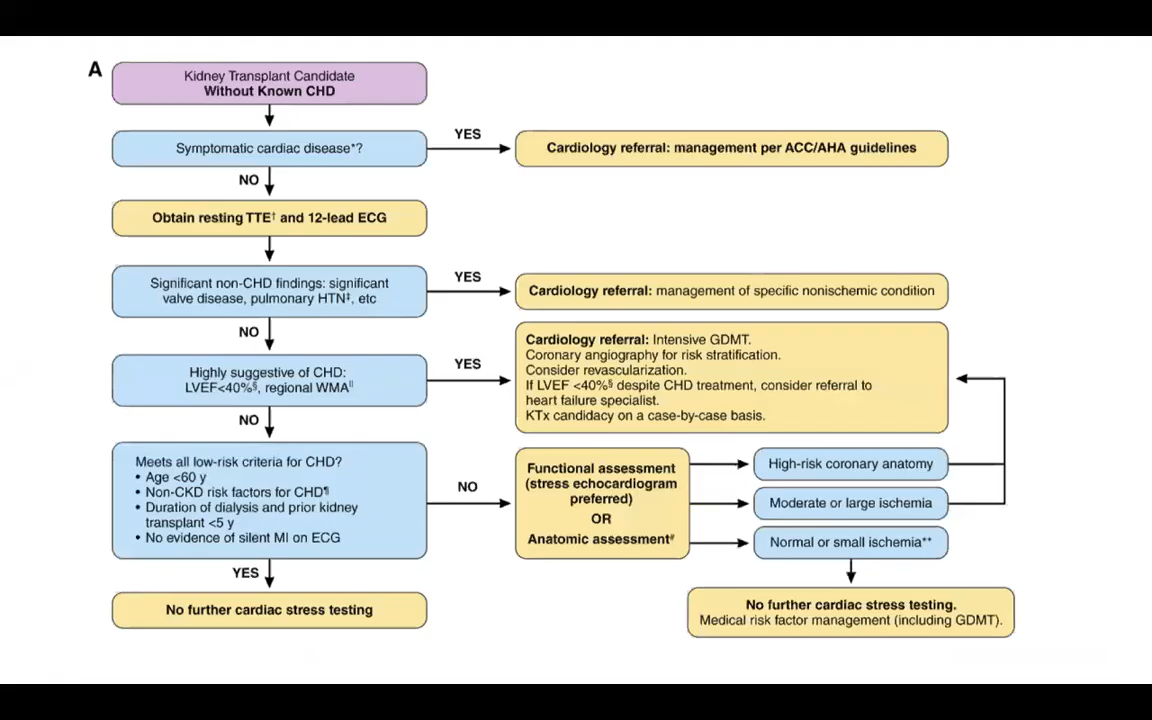 A
Kidney Transplant Candidate
Without Known CHD
Symptomatic cardiac disease*?
YES
Cardiology referral: management per ACC/AHA guidelines
NO
Obtain resting TTE† and 12-lead ECG
Significant non-CHD findings: significant
valve disease, pulmonary HTN‡, etc
YES
Cardiology referral: management of specific nonischemic condition
NO
Highly suggestive of CHD:
LVEF<40%§, regional WMA||
YES
Cardiology referral: Intensive GDMT.
Coronary angiography for risk stratification.
Consider revascularization.
If LVEF <40%§ despite CHD treatment, consider referral to
heart failure specialist.
KTx candidacy on a case-by-case basis.
NO
Meets all low-risk criteria for CHD?
• Age <60 y
• Non-CKD risk factors for CHD¶
• Duration of dialysis and prior kidney
transplant <5 y
• No evidence of silent MI on ECG
NO
Functional assessment
(stress echocardiogram
preferred)
OR
Anatomic assessment#
High-risk coronary anatomy
Moderate or large ischemia
Normal or small ischemia**
YES
No further cardiac stress testing
No further cardiac stress testing.
Medical risk factor management (including GDMT).